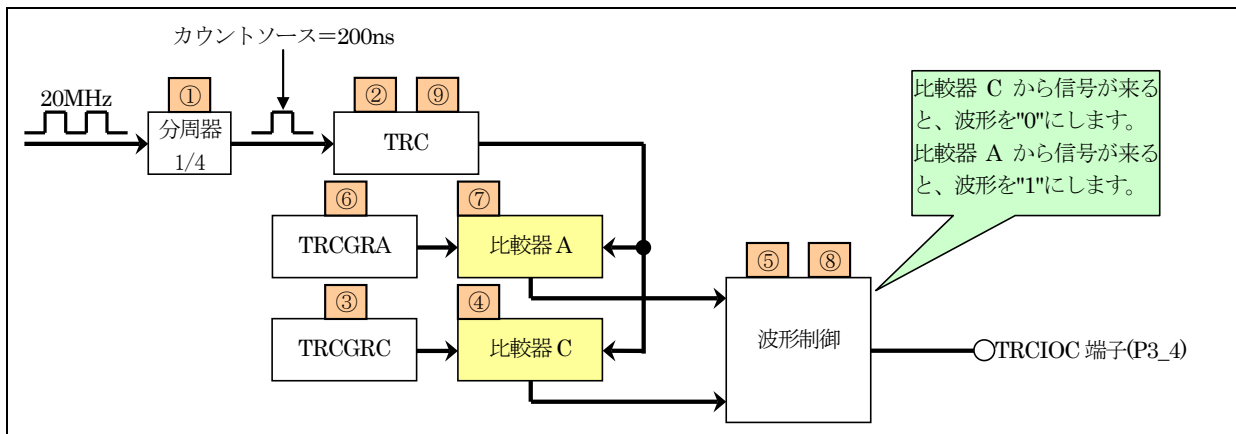 カウントソース=200ns
20MHz
①
分周器
1/4
② ⑨
TRC
⑥
TRCGRA
⑦
比較器 A
③
TRCGRC
④
比較器 C
⑤ ⑧
波形制御
比較器 C から信号が来る
と、波形を"0"にします。
比較器 A から信号が来る
と、波形を"1"にします。
TRCIOC 端子(P3_4)